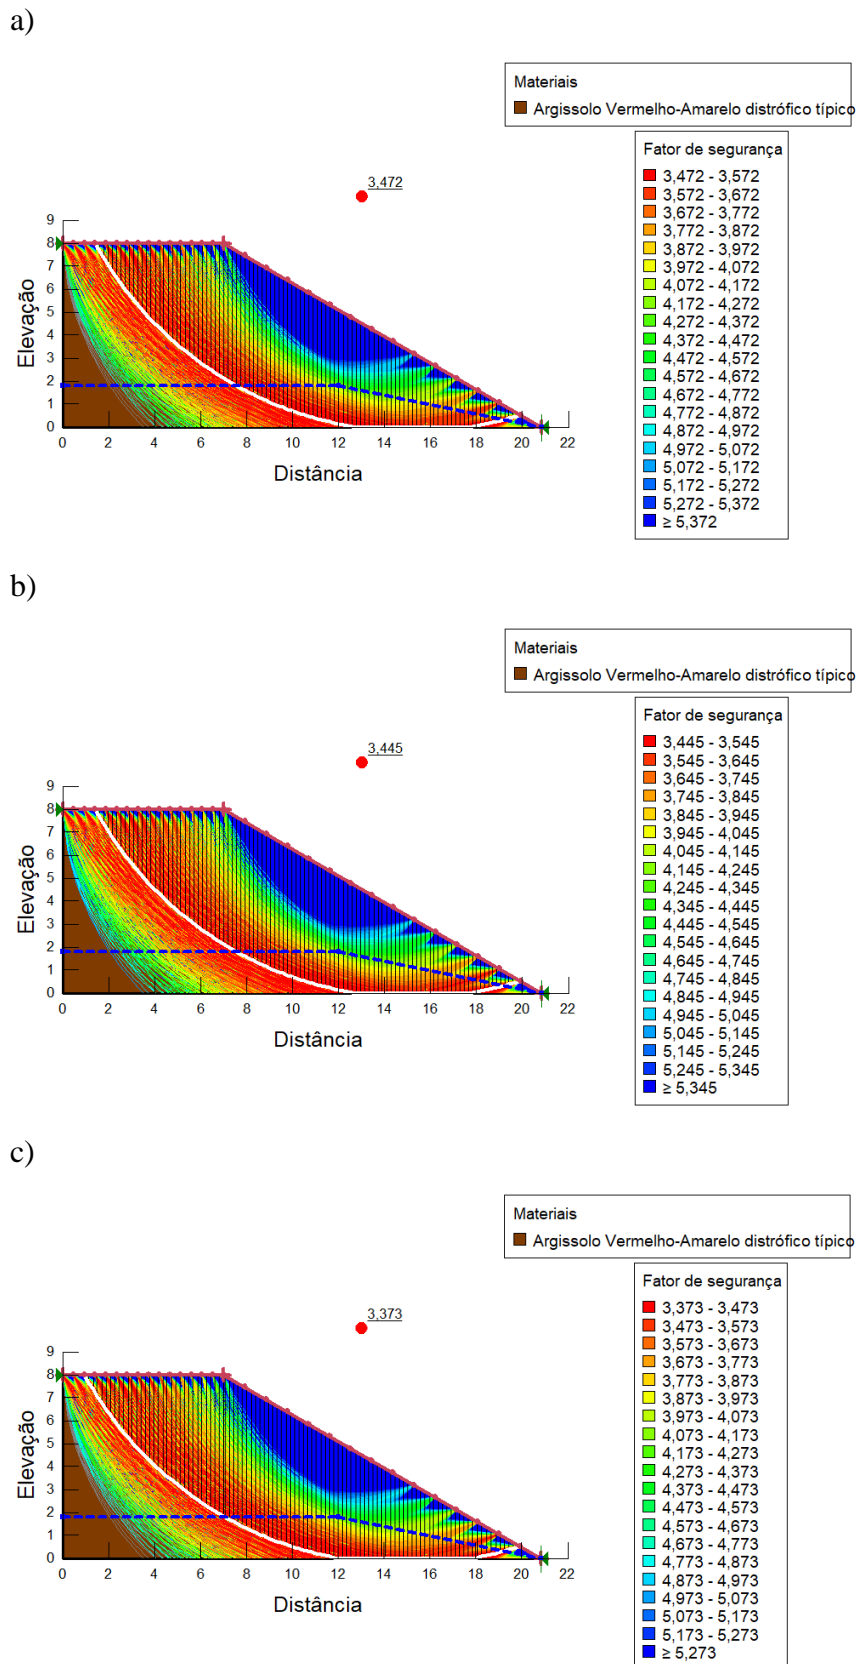 a)
Materiais
Argissolo Vermelho-Amarelo distrófico típico
Fator de segurança
3,472 - 3,572
3,572 - 3,672
3,672 - 3,772
3,772 - 3,872
3,872 - 3,972
3,972 - 4,072
4,072 - 4,172
4,172 - 4,272
4,272 - 4,372
4,372 - 4,472
4,472 - 4,572
4,572 - 4,672
4,672 - 4,772
4,772 - 4,872
4,872 - 4,972
4,972 - 5,072
5,072 - 5,172
5,172 - 5,272
5,272 - 5,372
≥ 5,372
3,472
Elevação
9
8
7
6
5
4
3
2
1
0
0 2 4 6 8 10 12 14 16 18 20 22
Distância
b)
Materiais
Argissolo Vermelho-Amarelo distrófico típico
Fator de segurança
3,445 - 3,545
3,545 - 3,645
3,645 - 3,745
3,745 - 3,845
3,845 - 3,945
3,945 - 4,045
4,045 - 4,145
4,145 - 4,245
4,245 - 4,345
4,345 - 4,445
4,445 - 4,545
4,545 - 4,645
4,645 - 4,745
4,745 - 4,845
4,845 - 4,945
4,945 - 5,045
5,045 - 5,145
5,145 - 5,245
5,245 - 5,345
≥ 5,345
3,445
Elevação
9
8
7
6
5
4
3
2
1
0
0 2 4 6 8 10 12 14 16 18 20 22
Distância
c)
Materiais
Argissolo Vermelho-Amarelo distrófico típico
Fator de segurança
3,373 - 3,473
3,473 - 3,573
3,573 - 3,673
3,673 - 3,773
3,773 - 3,873
3,873 - 3,973
3,973 - 4,073
4,073 - 4,173
4,173 - 4,273
4,273 - 4,373
4,373 - 4,473
4,473 - 4,573
4,573 - 4,673
4,673 - 4,773
4,773 - 4,873
4,873 - 4,973
4,973 - 5,073
5,073 - 5,173
5,173 - 5,273
≥ 5,273
3,373
Elevação
9
8
7
6
5
4
3
2
1
0
0 2 4 6 8 10 12 14 16 18 20 22
Distância